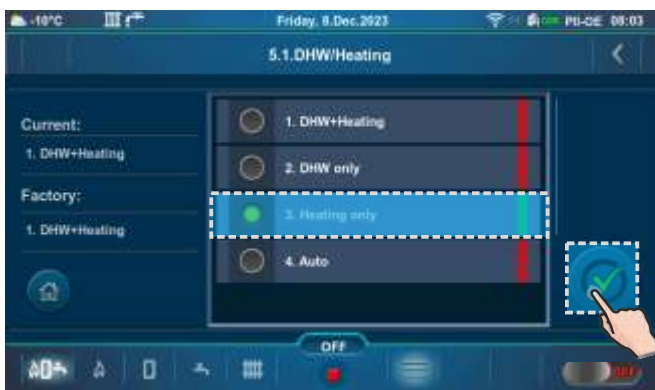 -10°C
Friday, 8.Dec.2023
PU-DE 08:03
5.1.DHW/Heating
Current:
1. DHW+Heating
Factory:
1. DHW+Heating
1. DHW+Heating
2. DHW only
3. Heating only
4. Auto
OFF
OFF